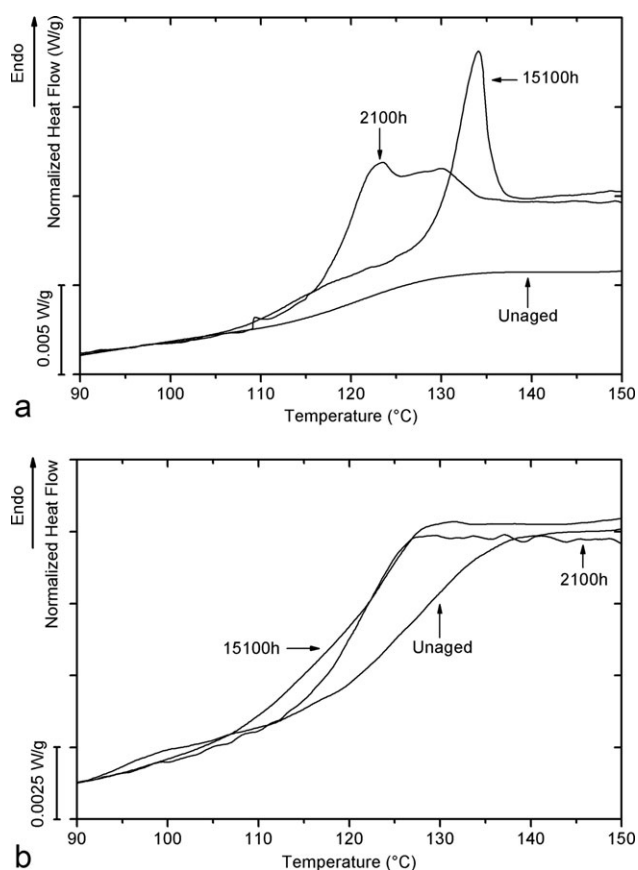 Endo
Normalized Heat Flow (W/g)
0.005 W/g
15100h
2100h
Unaged
90 100 110 120 130 140 150
Temperature (°C)
a
Endo
Normalized Heat Flow
0.0025 W/g
15100h
2100h
Unaged
90 100 110 120 130 140 150
Temperature (°C)
b